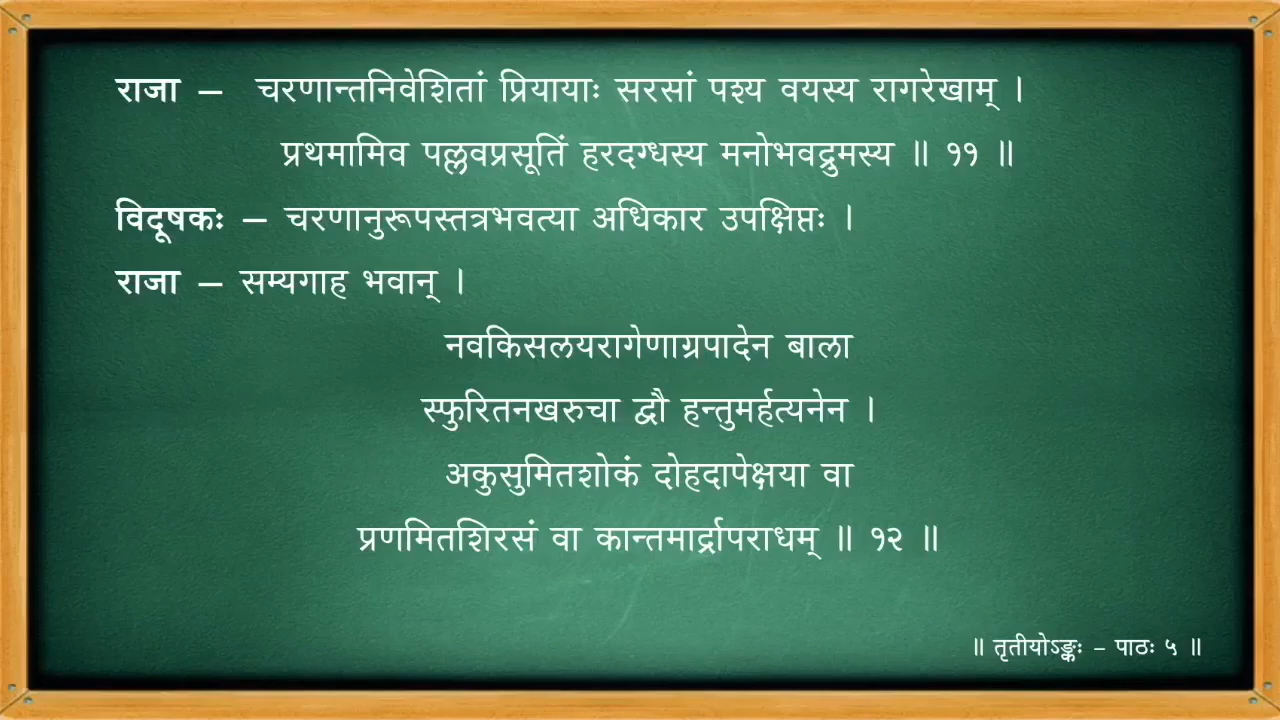 राजा – चरणान्तनिवेशितां प्रियायाः सरसां पश्य वयस्य रागरेखाम् ।
प्रथमामिव पल्लवप्रसूतिं हरदग्धस्य मनोभवद्रुमस्य ॥ ११ ॥
विदूषकः – चरणानुरूपस्तत्रभवत्या अधिकार उपक्षिप्तः ।
राजा – सम्यगाह भवान् ।
नवकिसलयरागेणाग्रपादेन बाला
स्फुरितनखरुचा द्वौ हन्तुमर्हत्यनेन ।
अकुसुमितशोकं दोहदापेक्षया वा
प्रणमितशिरसं वा कान्तमार्द्रापराधम् ॥ १२ ॥
॥ तृतीयोऽङ्कः – पाठः ५ ॥